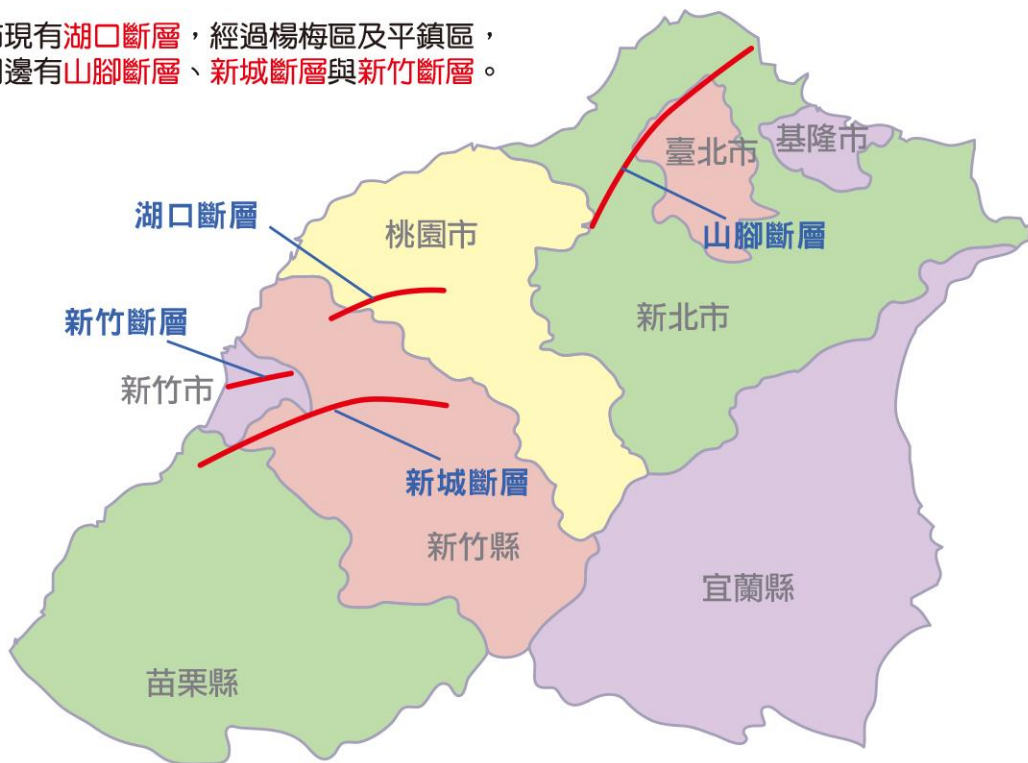 現有湖口斷層，經過楊梅區及平鎮區，
邊有山腳斷層、新城斷層與新竹斷層。
基隆市
臺北市
湖口斷層
桃園市
山腳斷層
新竹斷層
新北市
新竹市
新城斷層
新竹縣
宜蘭縣
苗栗縣